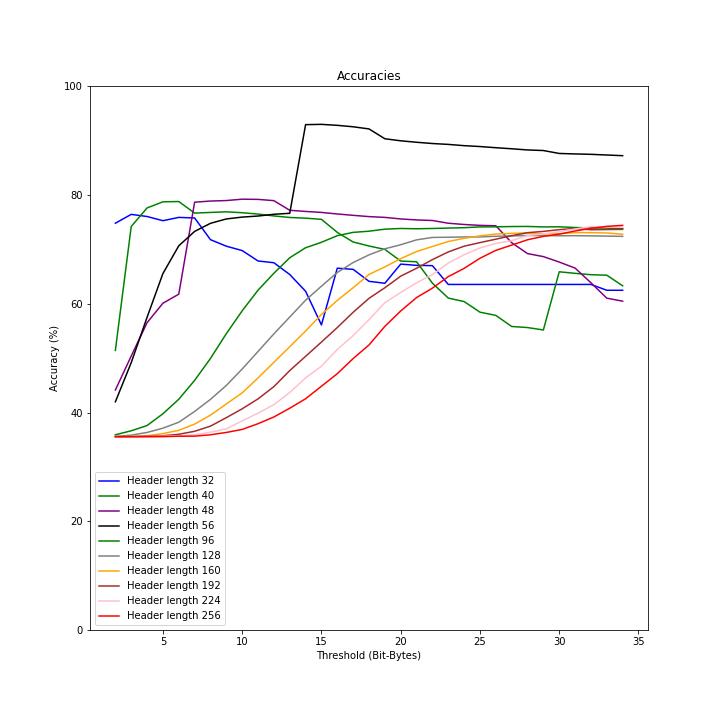 Accuracies
100
80
60
40
20
0
Accuracy (%)
Header length 32
Header length 40
Header length 48
Header length 56
Header length 96
Header length 128
Header length 160
Header length 192
Header length 224
Header length 256
5 10 15 20 25 30 35
Threshold (Bit-Bytes)